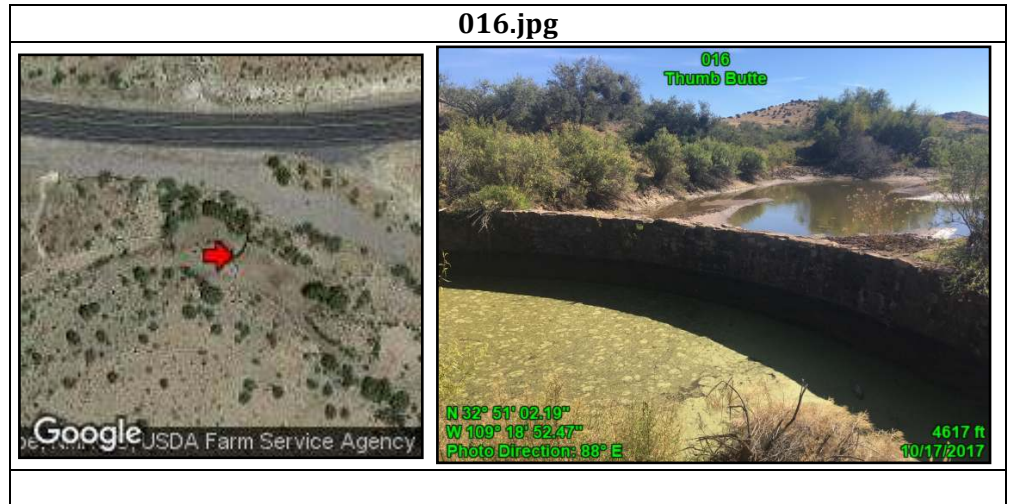 016.jpg
Google
USDA Farm Service Agency
016
Thumb Butte
N 32° 51' 02.19"
W 109° 18' 52.47"
Photo Direction: 88° E
4617 ft
10/17/2017